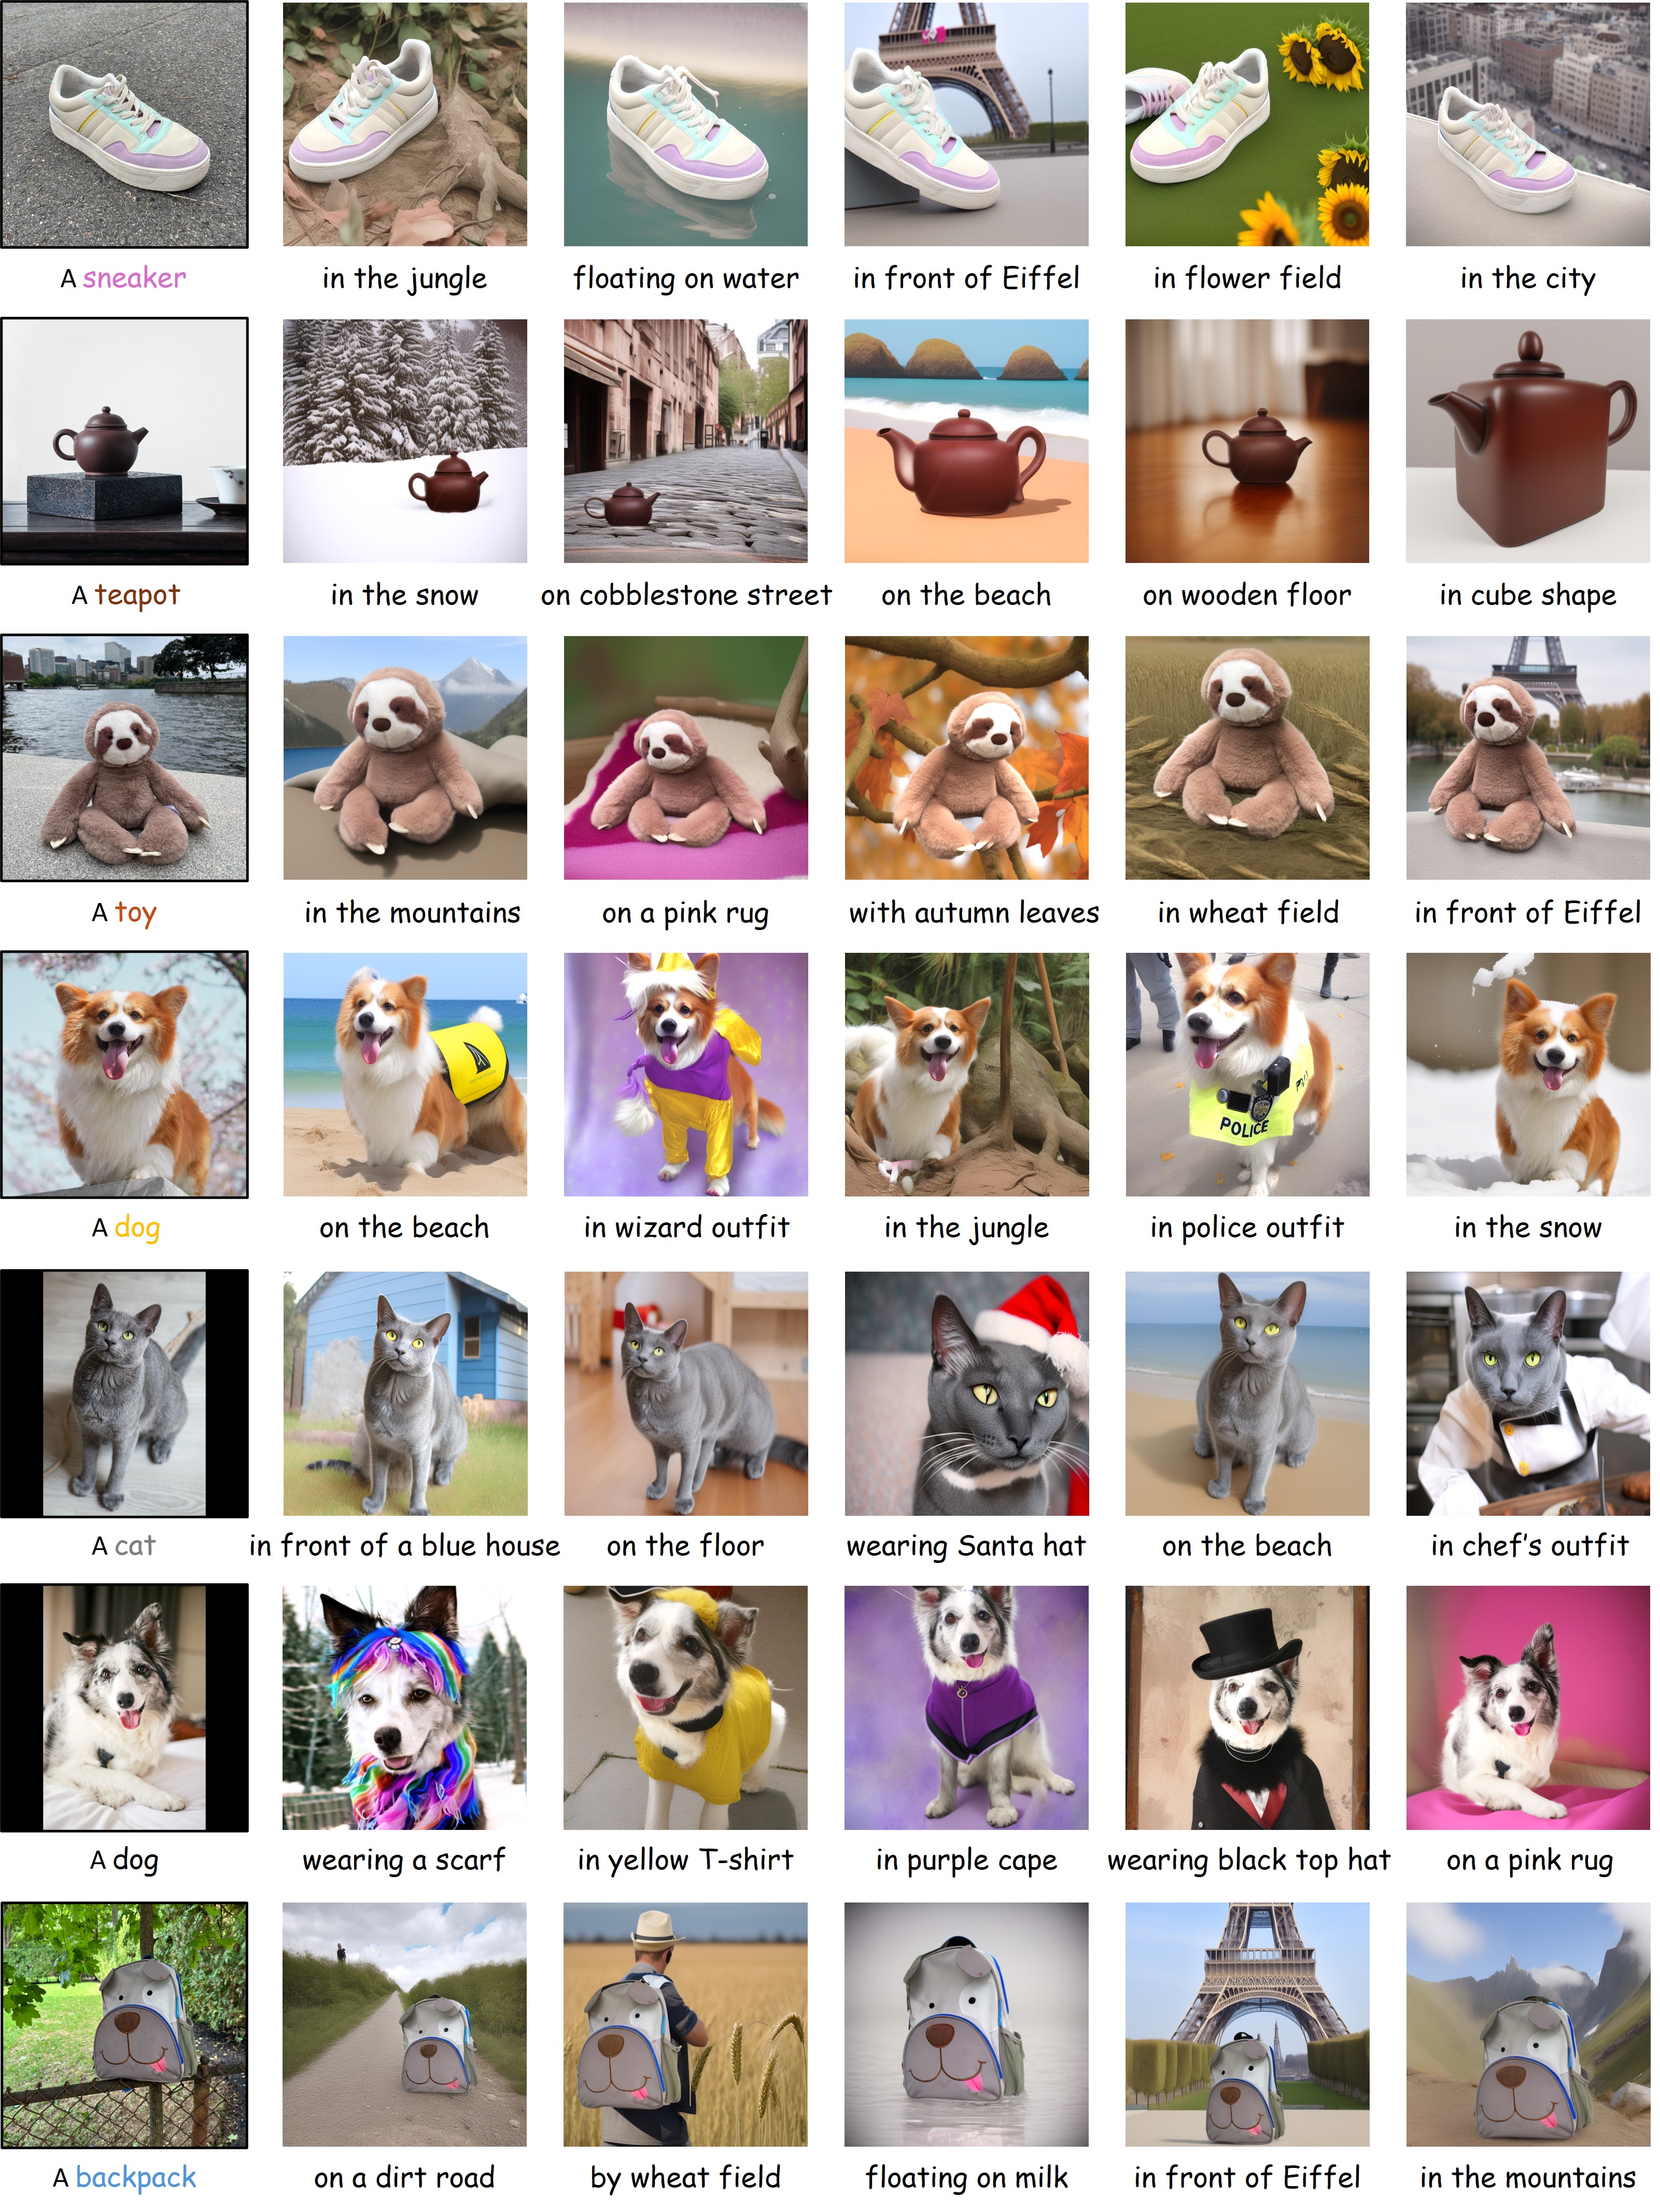 A sneaker
in the jungle
floating on water
in front of Eiffel
in flower field
in the city
A teapot
in the snow
on cobblestone street
on the beach
on wooden floor
in cube shape
A toy
in the mountains
on a pink rug
with autumn leaves
in wheat field
in front of Eiffel
POLICE
A dog
on the beach
in wizard outfit
in the jungle
in police outfit
in the snow
A cat
in front of a blue house
on the floor
wearing Santa hat
on the beach
in chef's outfit
A dog
wearing a scarf
in yellow T-shirt
in purple cape
wearing black top hat
on a pink rug
A backpack
on a dirt road
by wheat field
floating on milk
in front of Eiffel
in the mountains